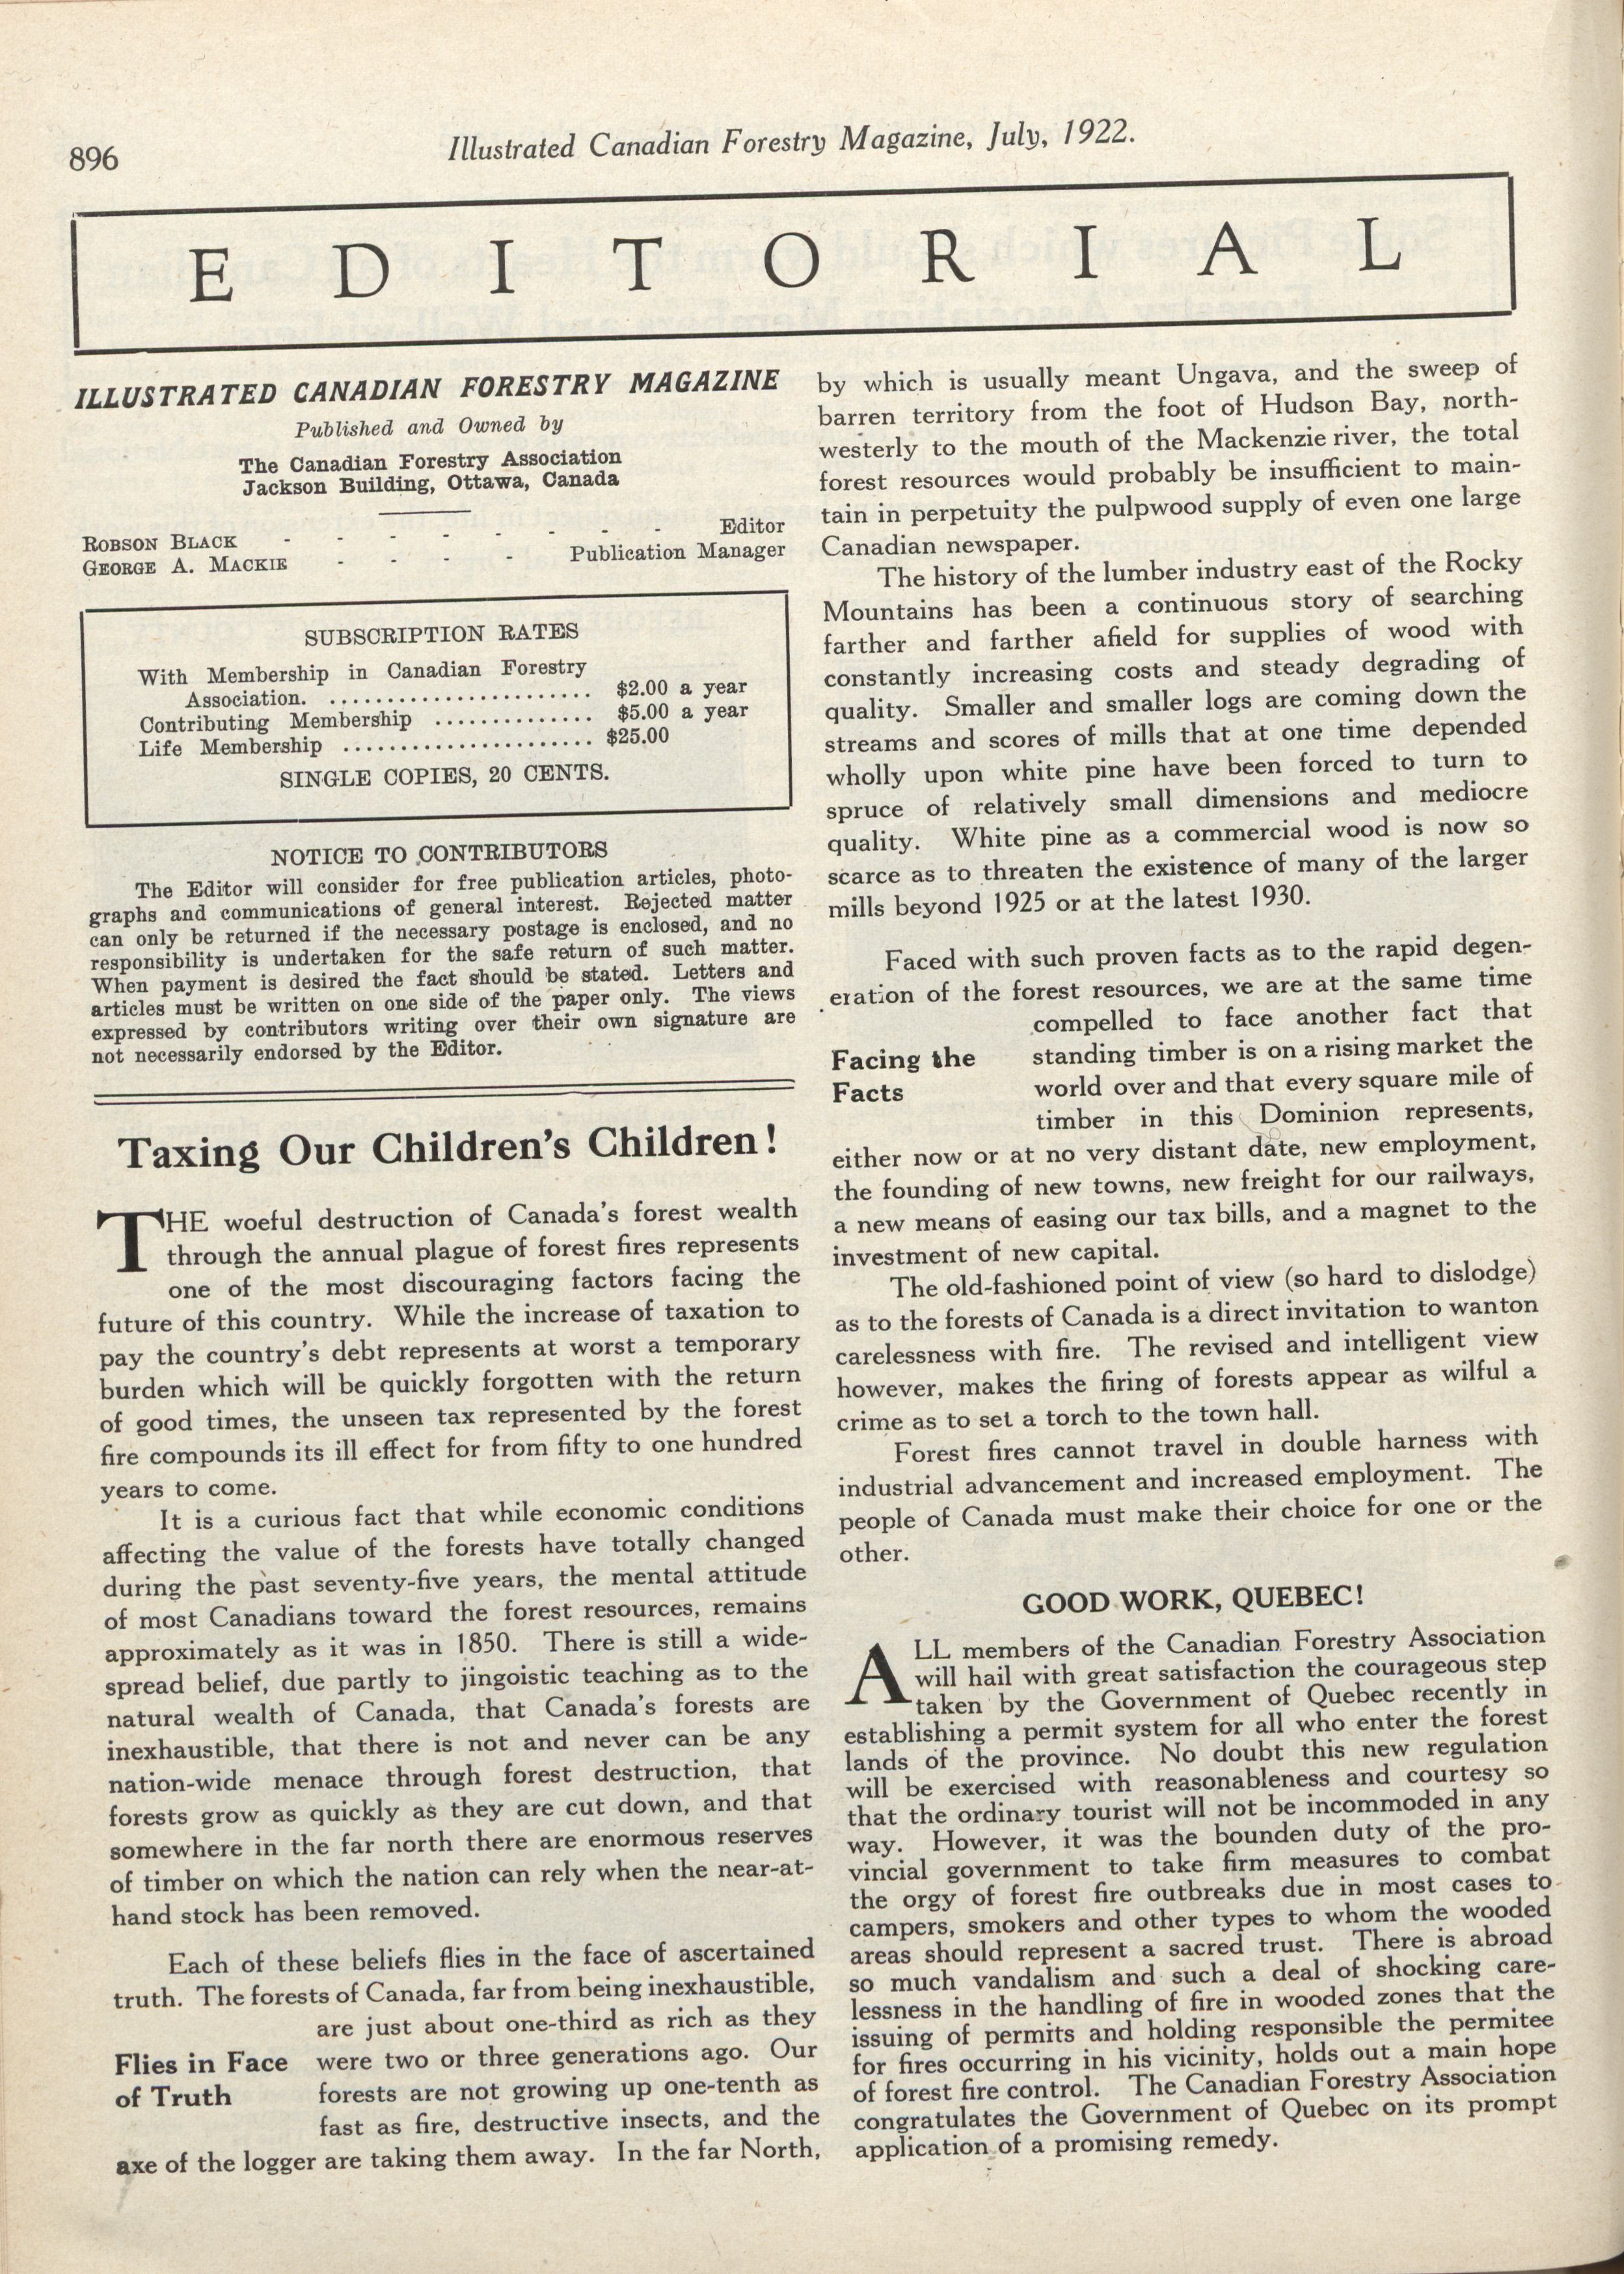 896
Illustrated Canadian Forestry Magazine, July, 1922.
EDITORIAL
ILLUSTRATED CANADIAN FORESTRY MAGAZINE
Published and Owned by
The Canadian Forestry Association
Jackson Building, Ottawa, Canada
ROBSON BLACK - - - - - - - - Editor
GEORGE A. MACKIE - - - - Publication Manager
SUBSCRIPTION RATES
With Membership in Canadian Forestry
Association. ....................... $2.00 a year
Contributing Membership .............. $5.00 a year
Life Membership ...................... $25.00
SINGLE COPIES, 20 CENTS.
NOTICE TO CONTRIBUTORS
The Editor will consider for free publication articles, photo-
graphs and communications of general interest. Rejected matter
can only be returned if the necessary postage is enclosed, and no
responsibility is undertaken for the safe return of such matter.
When payment is desired the fact should be stated. Letters and
articles must be written on one side of the paper only. The views
expressed by contributors writing over their own signature are
not necessarily endorsed by the Editor.
Taxing Our Children's Children!
THE woeful destruction of Canada's forest wealth
through the annual plague of forest fires represents
one of the most discouraging factors facing the
future of this country. While the increase of taxation to
pay the country's debt represents at worst a temporary
burden which will be quickly forgotten with the return
of good times, the unseen tax represented by the forest
fire compounds its ill effect for from fifty to one hundred
years to come.
It is a curious fact that while economic conditions
affecting the value of the forests have totally changed
during the past seventy-five years, the mental attitude
of most Canadians toward the forest resources, remains
approximately as it was in 1850. There is still a wide-
spread belief, due partly to jingoistic teaching as to the
natural wealth of Canada, that Canada's forests are
inexhaustible, that there is not and never can be any
nation-wide menace through forest destruction, that
forests grow as quickly as they are cut down, and that
somewhere in the far north there are enormous reserves
of timber on which the nation can rely when the near-at-
hand stock has been removed.
Each of these beliefs flies in the face of ascertained
truth. The forests of Canada, far from being inexhaustible,
are just about one-third as rich as they
Flies in Face were two or three generations ago. Our
of Truth forests are not growing up one-tenth as
fast as fire, destructive insects, and the
axe of the logger are taking them away. In the far North,
by which is usually meant Ungava, and the sweep of
barren territory from the foot of Hudson Bay, north-
westerly to the mouth of the Mackenzie river, the total
forest resources would probably be insufficient to main-
tain in perpetuity the pulpwood supply of even one large
Canadian newspaper.
The history of the lumber industry east of the Rocky
Mountains has been a continuous story of searching
farther and farther afield for supplies of wood with
constantly increasing costs and steady degrading of
quality. Smaller and smaller logs are coming down the
streams and scores of mills that at one time depended
wholly upon white pine have been forced to turn to
spruce of relatively small dimensions and mediocre
quality. White pine as a commercial wood is now so
scarce as to threaten the existence of many of the larger
mills beyond 1925 or at the latest 1930.
Faced with such proven facts as to the rapid degen-
eration of the forest resources, we are at the same time
compelled to face another fact that
Facing the standing timber is on a rising market the
Facts world over and that every square mile of
timber in this Dominion represents,
either now or at no very distant date, new employment,
the founding of new towns, new freight for our railways,
a new means of easing our tax bills, and a magnet to the
investment of new capital.
The old-fashioned point of view (so hard to dislodge)
as to the forests of Canada is a direct invitation to wanton
carelessness with fire. The revised and intelligent view
however, makes the firing of forests appear as wilful a
crime as to set a torch to the town hall.
Forest fires cannot travel in double harness with
industrial advancement and increased employment. The
people of Canada must make their choice for one or the
other.
GOOD WORK, QUEBEC!
ALL members of the Canadian Forestry Association
will hail with great satisfaction the courageous step
taken by the Government of Quebec recently in
establishing a permit system for all who enter the forest
lands of the province. No doubt this new regulation
will be exercised with reasonableness and courtesy so
that the ordinary tourist will not be incommoded in any
way. However, it was the bounden duty of the pro-
vincial government to take firm measures to combat
the orgy of forest fire outbreaks due in most cases to
campers, smokers and other types to whom the wooded
areas should represent a sacred trust. There is abroad
so much vandalism and such a deal of shocking care-
lessness in the handling of fire in wooded zones that the
issuing of permits and holding responsible the permitee
for fires occurring in his vicinity, holds out a main hope
of forest fire control. The Canadian Forestry Association
congratulates the Government of Quebec on its prompt
application of a promising remedy.